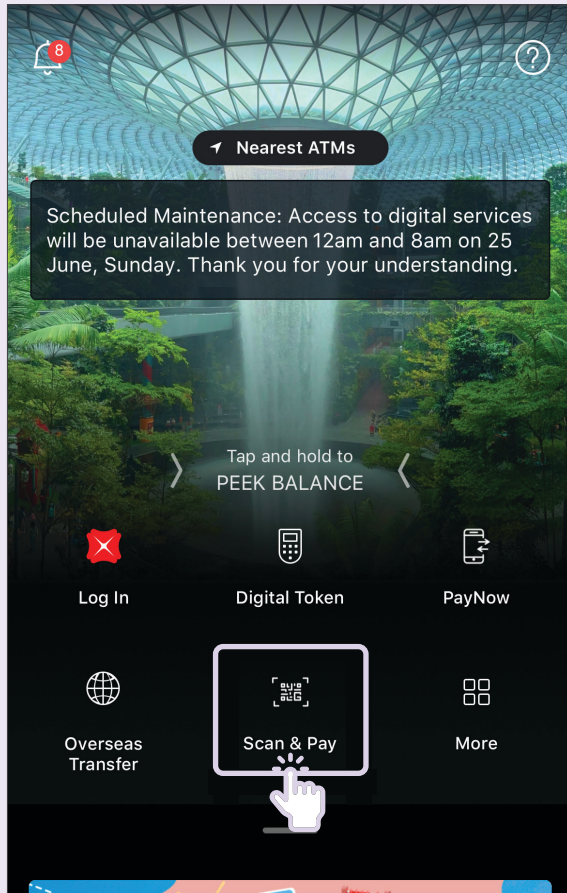 8
?
Nearest ATMs
Scheduled Maintenance: Access to digital services
will be unavailable between 12am and 8am on 25
June, Sunday. Thank you for your understanding.
Tap and hold to
PEEK BALANCE
Log In
Digital Token
PayNow
Overseas
Transfer
Scan & Pay
More